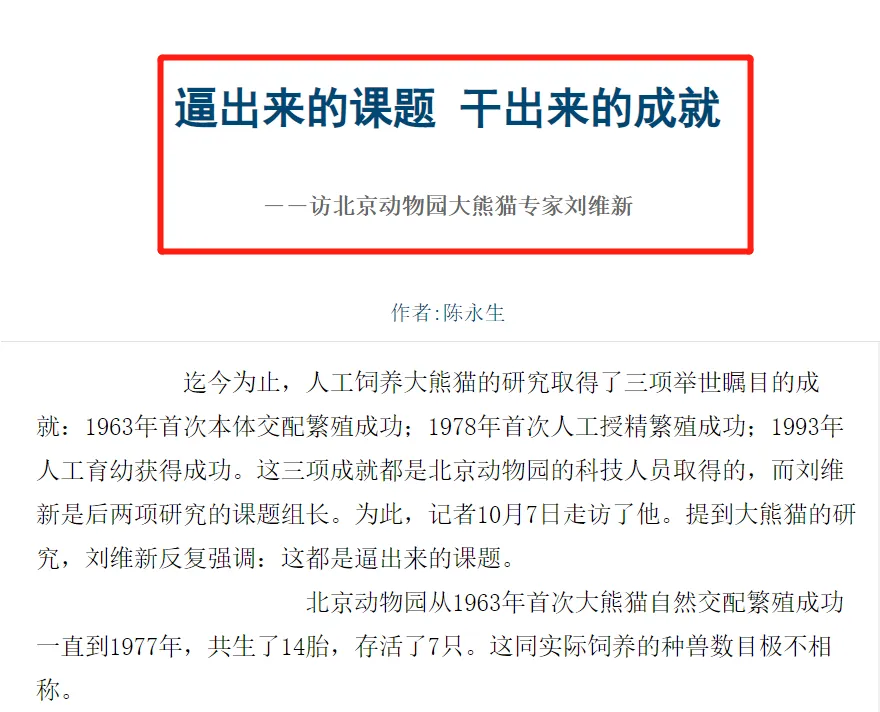 逼出来的课题 干出来的成就
——访北京动物园大熊猫专家刘维新
作者:陈永生
迄今为止，人工饲养大熊猫的研究取得了三项举世瞩目的成
就：1963年首次本体交配繁殖成功；1978年首次人工授精繁殖成功；1993年
人工育幼获得成功。这三项成就都是北京动物园的科技人员取得的，而刘维
新是后两项研究的课题组长。为此，记者10月7日走访了他。提到大熊猫的研
究，刘维新反复强调：这都是逼出来的课题。
北京动物园从1963年首次大熊猫自然交配繁殖成功
一直到1977年，共生了14胎，存活了7只。这同实际饲养的种兽数目极不相
称。